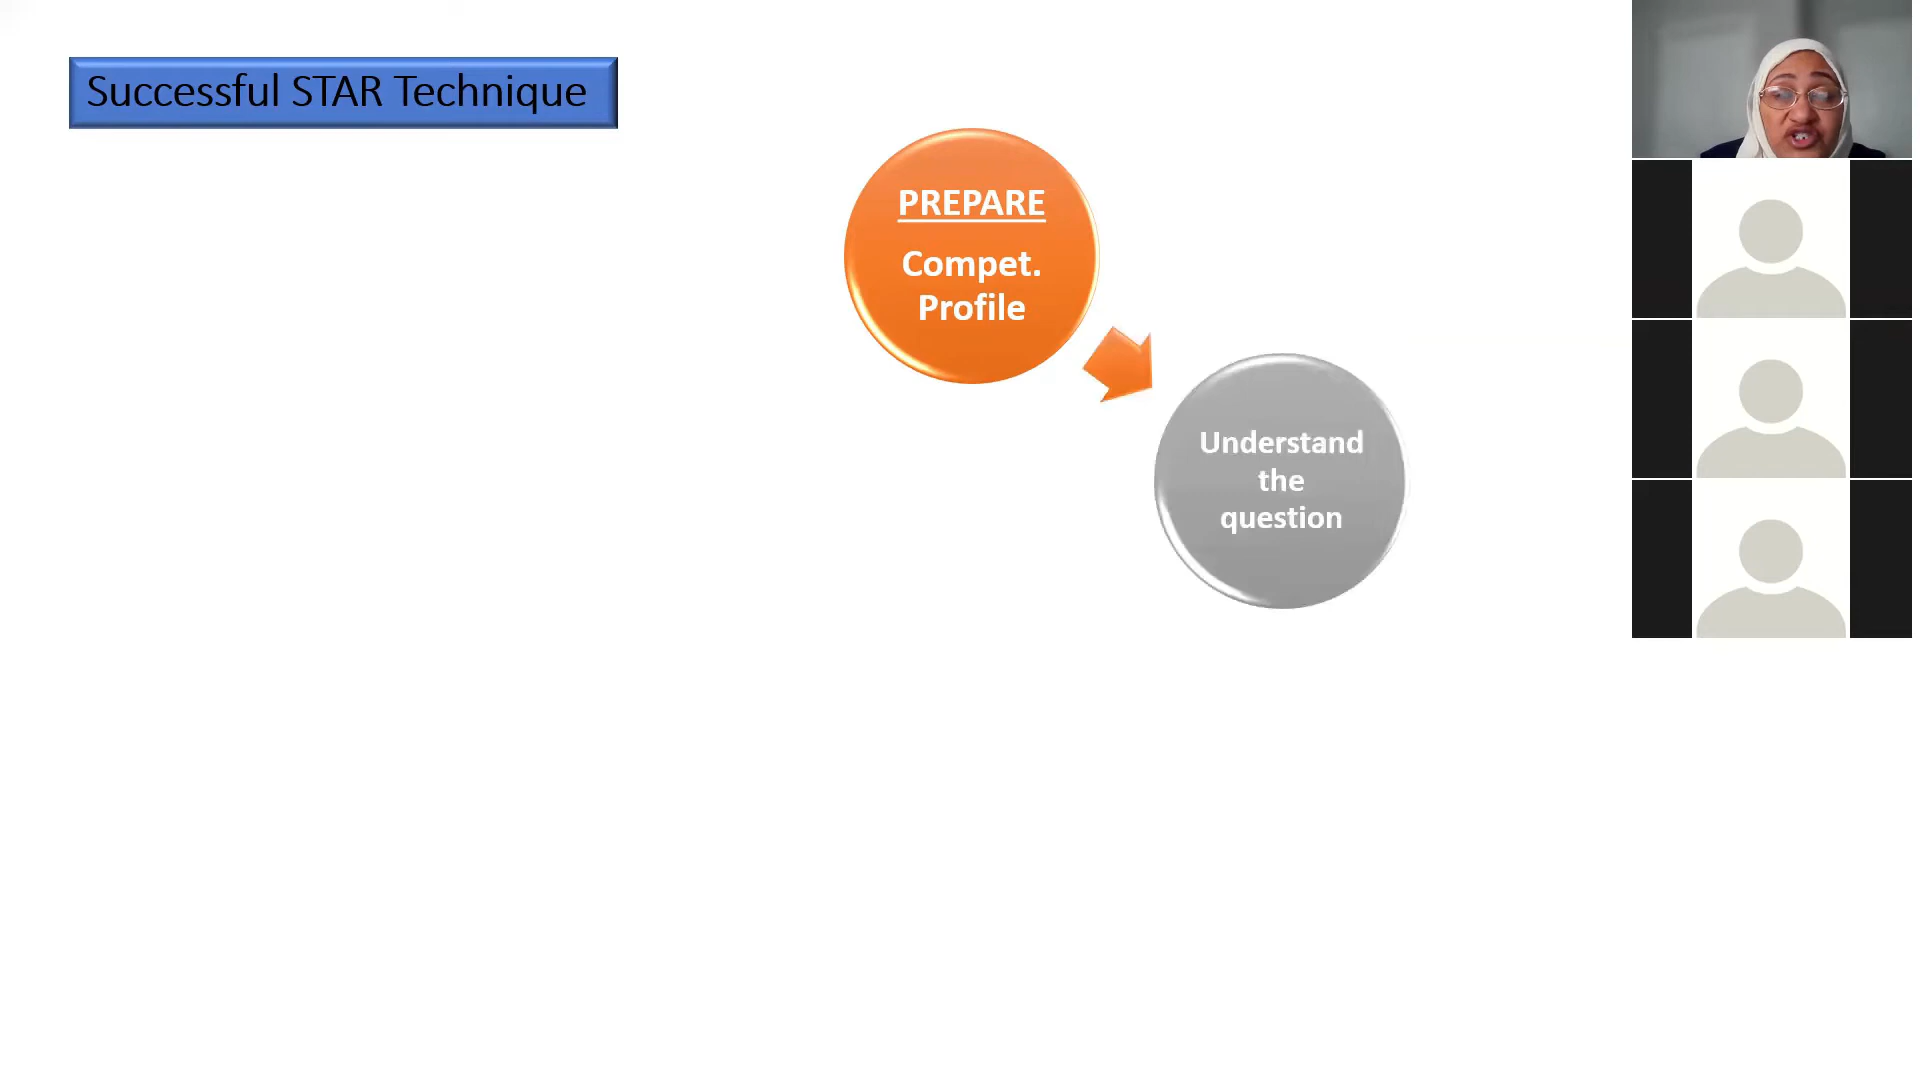 Successful STAR Technique
PREPARE
Compet.
Profile
Understand
the
question